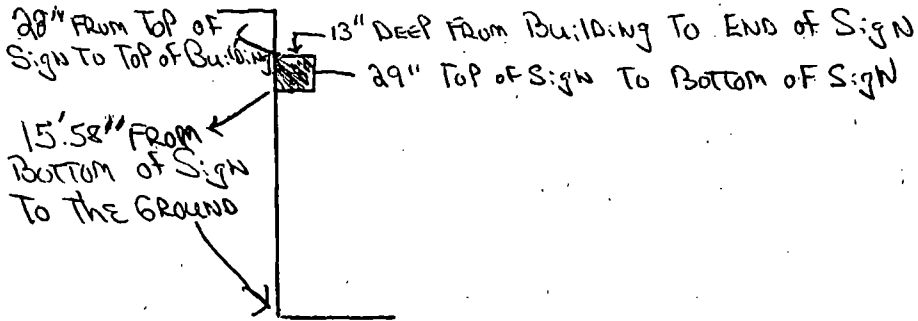 28" FROM TOP OF
SigN To Top of BuilDiNg
13" DEEP FROM BuilDiNg To END of SigN
29" Top of SigN To BoTTom oF SigN
15'.58" FROM
BoTTom of SigN
To THE GROUND